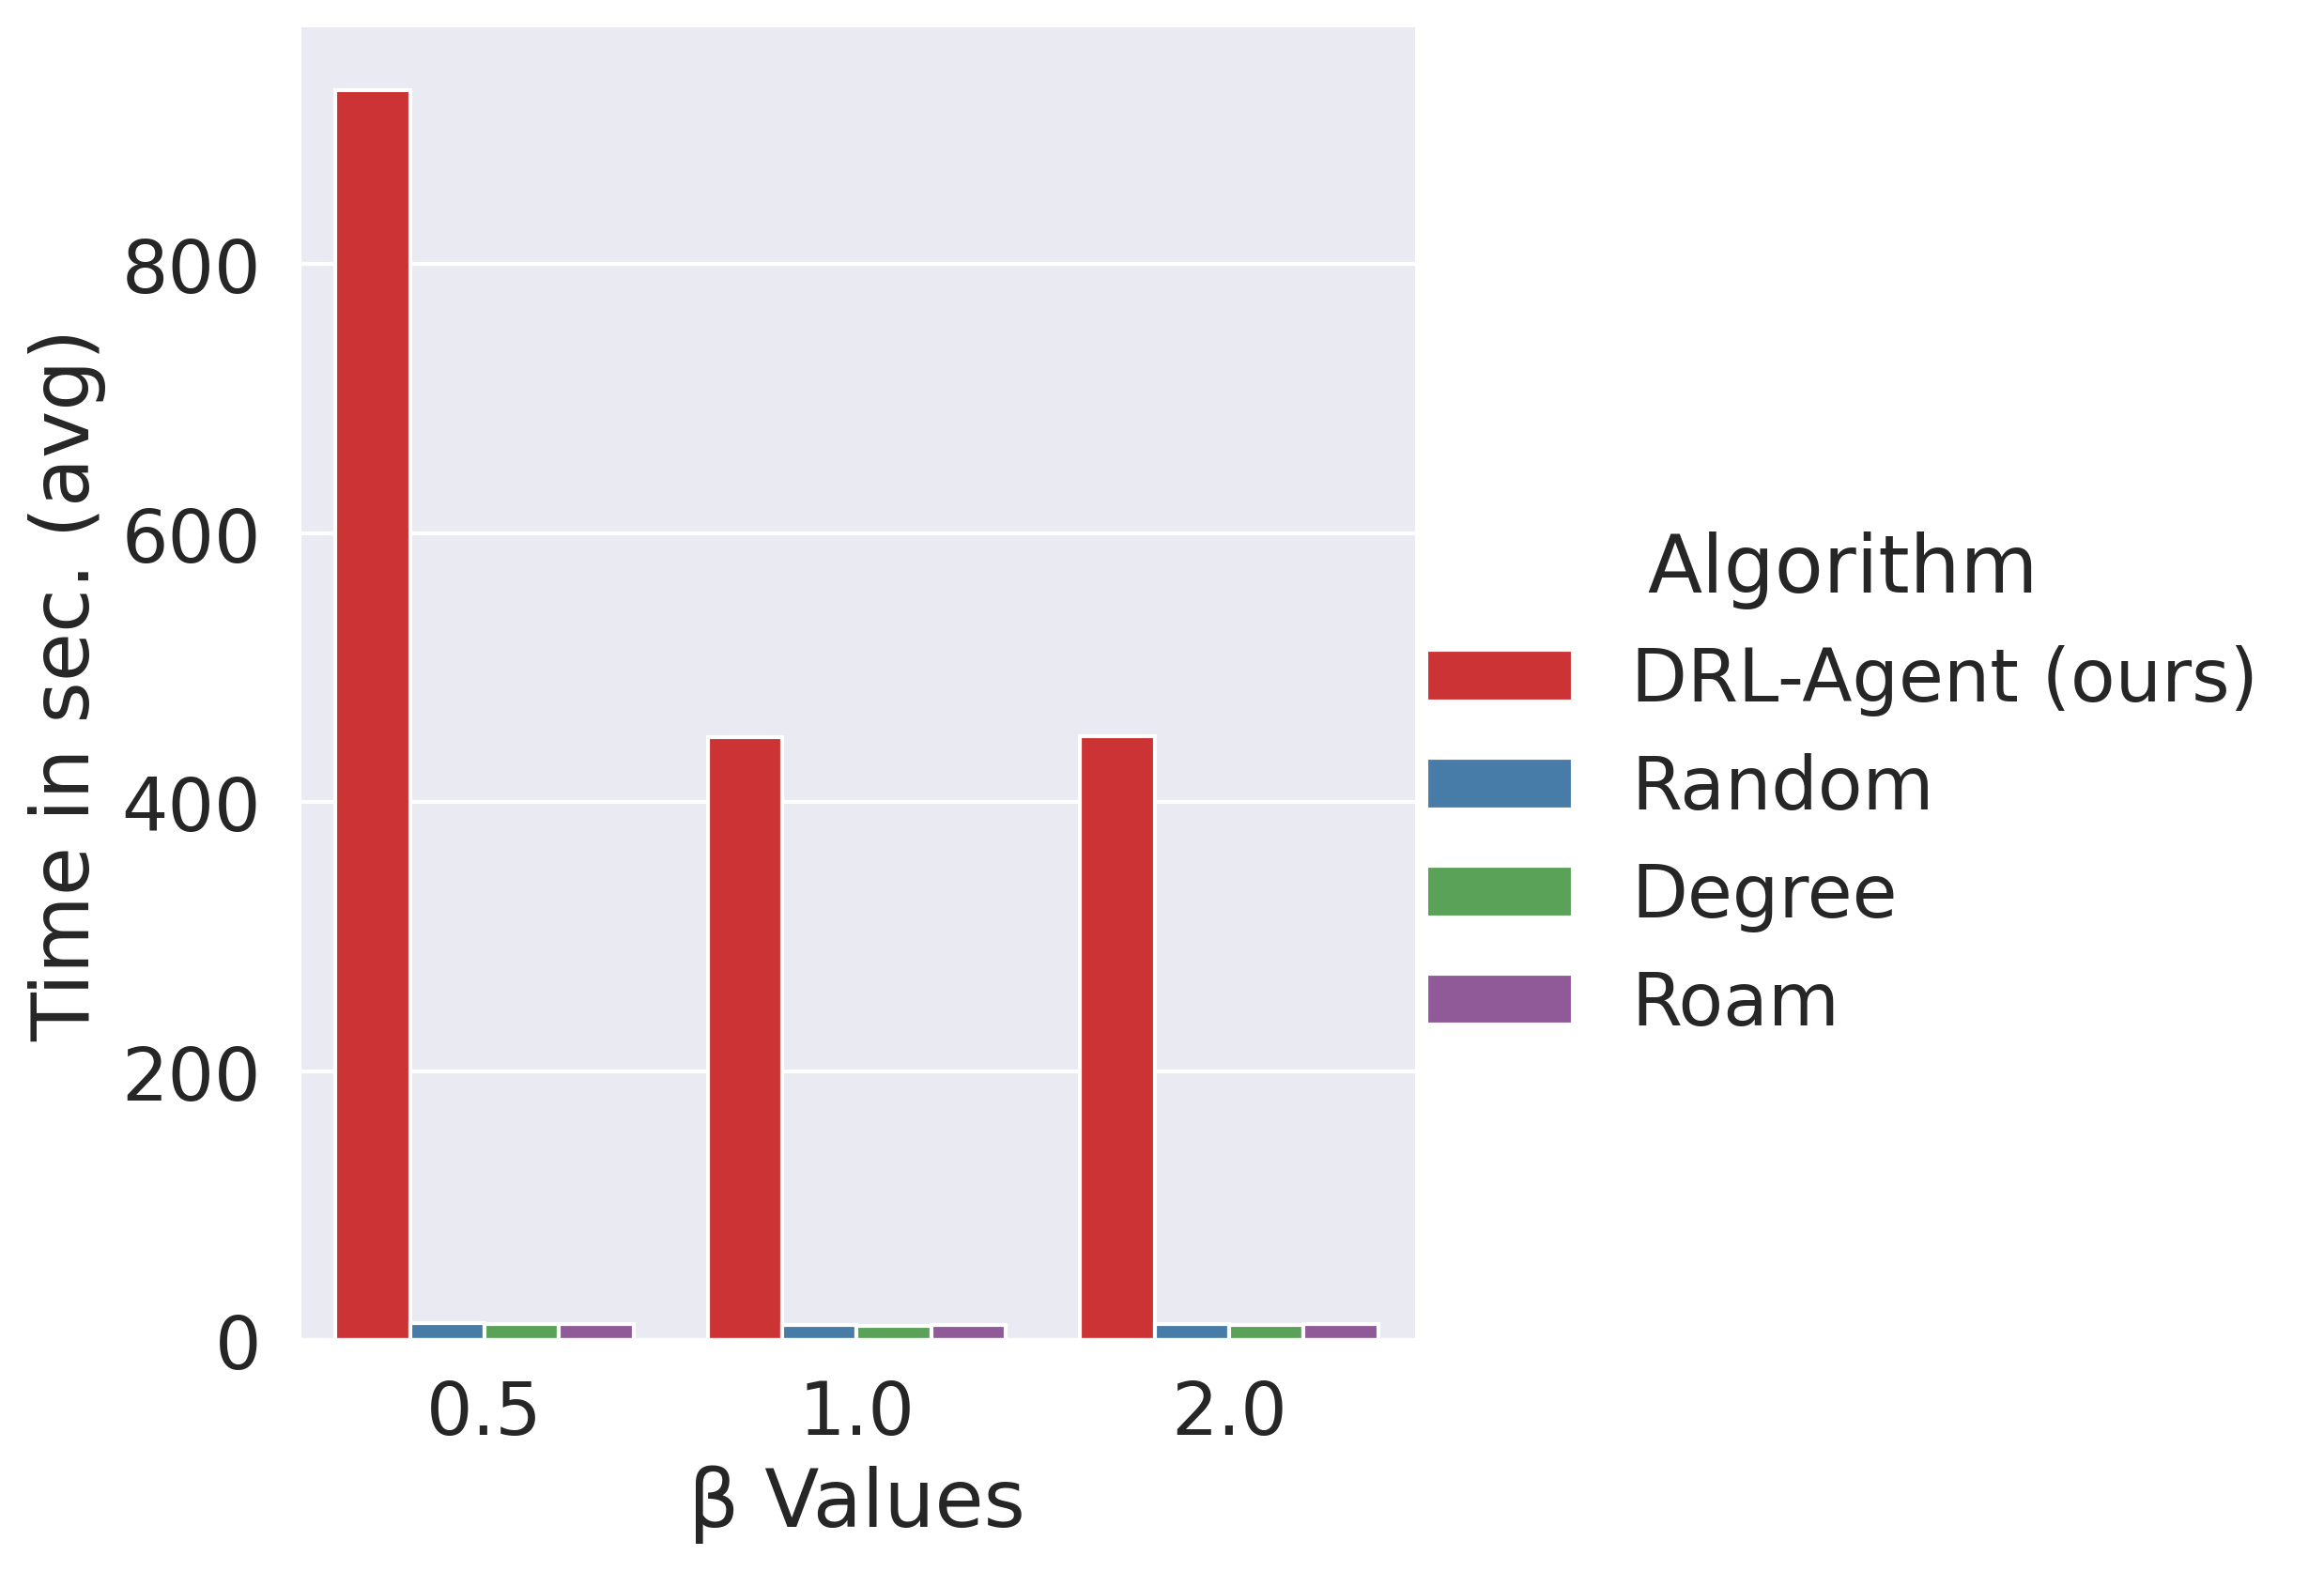 Time in sec. (avg)
800
600
400
200
0
0.5 1.0 2.0
β Values
Algorithm
DRL-Agent (ours)
Random
Degree
Roam